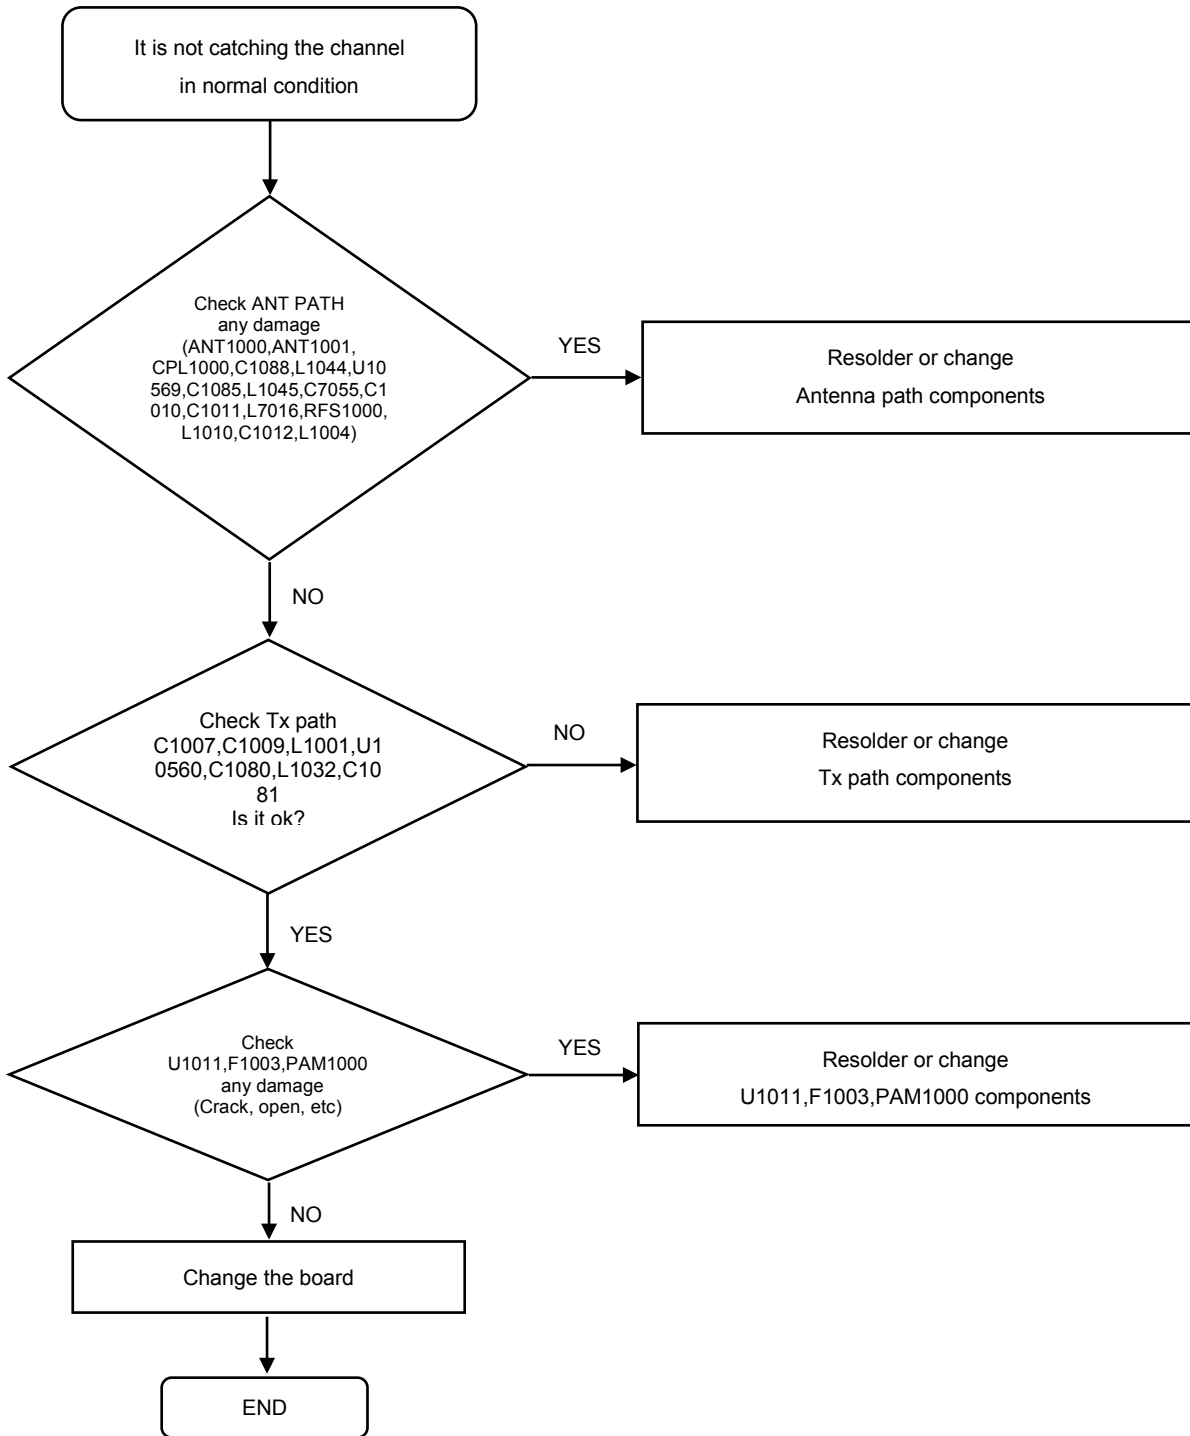 It is not catching the channel
in normal condition
Check ANT PATH
any damage
(ANT1000,ANT1001,
CPL1000,C1088,L1044,U10
569,C1085,L1045,C7055,C1
010,C1011,L7016,RFS1000,
L1010,C1012,L1004)
YES
Resolder or change
Antenna path components
NO
Check Tx path
C1007,C1009,L1001,U1
0560,C1080,L1032,C10
81
Is it ok?
NO
Resolder or change
Tx path components
YES
Check
U1011,F1003,PAM1000
any damage
(Crack, open, etc)
YES
Resolder or change
U1011,F1003,PAM1000 components
NO
Change the board
END